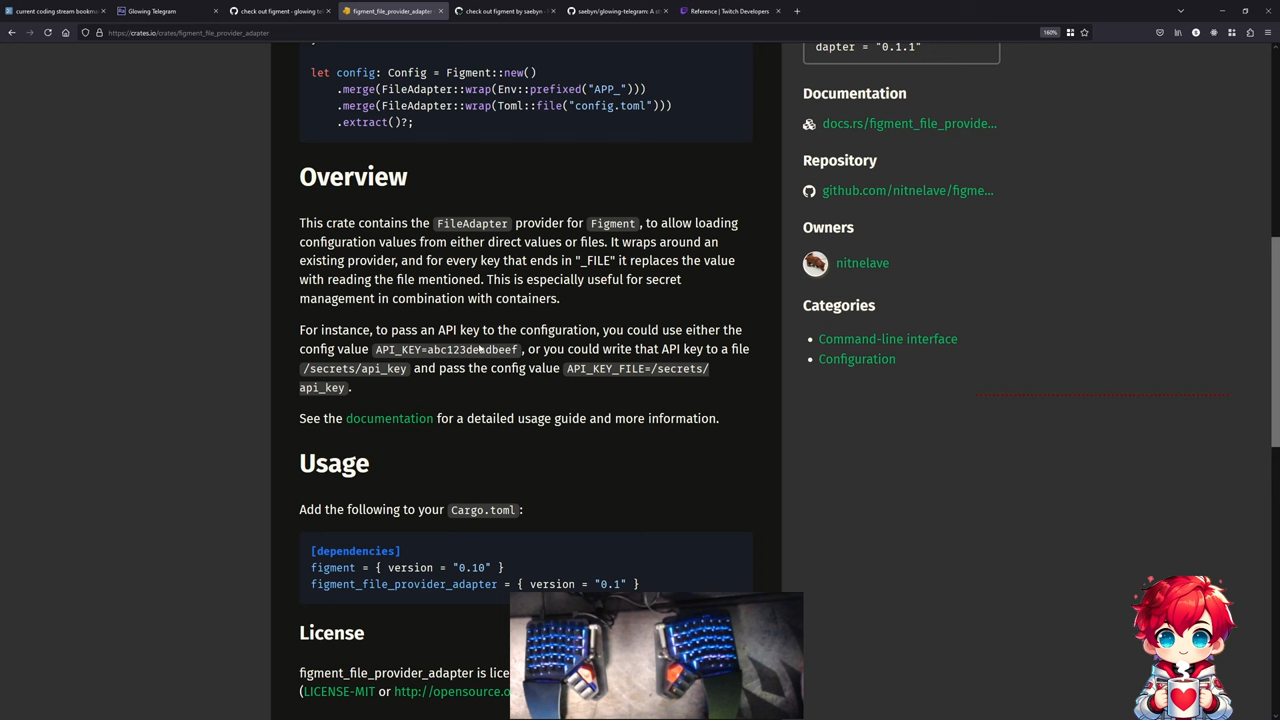 current coding stream bookmar
Glowing Telegram
check out figment · glowing tel
figment_file_provider_adapter
check out figment by saebyn · P
saebyn/glowing-telegram: A st
Reference | Twitch Developers
https://crates.io/crates/figment_file_provider_adapter
160%
let config: Config = Figment::new()
.merge(FileAdapter::wrap(Env::prefixed("APP_")))
.merge(FileAdapter::wrap(Toml::file("config.toml")))
.extract()?;
Overview
This crate contains the FileAdapter provider for Figment, to allow loading
configuration values from either direct values or files. It wraps around an
existing provider, and for every key that ends in "_FILE" it replaces the value
with reading the file mentioned. This is especially useful for secret
management in combination with containers.
For instance, to pass an API key to the configuration, you could use either the
config value API_KEY=abc123deadbeef, or you could write that API key to a file
/secrets/api_key and pass the config value API_KEY_FILE=/secrets/
api_key.
See the documentation for a detailed usage guide and more information.
Usage
Add the following to your Cargo.toml:
[dependencies]
figment = { version = "0.10" }
figment_file_provider_adapter = { version = "0.1" }
License
figment_file_provider_adapter is lice
(LICENSE-MIT or http://opensource.o
dapter = "0.1.1"
Documentation
docs.rs/figment_file_provide...
Repository
github.com/nitnelave/figme...
Owners
nitnelave
Categories
Command-line interface
Configuration